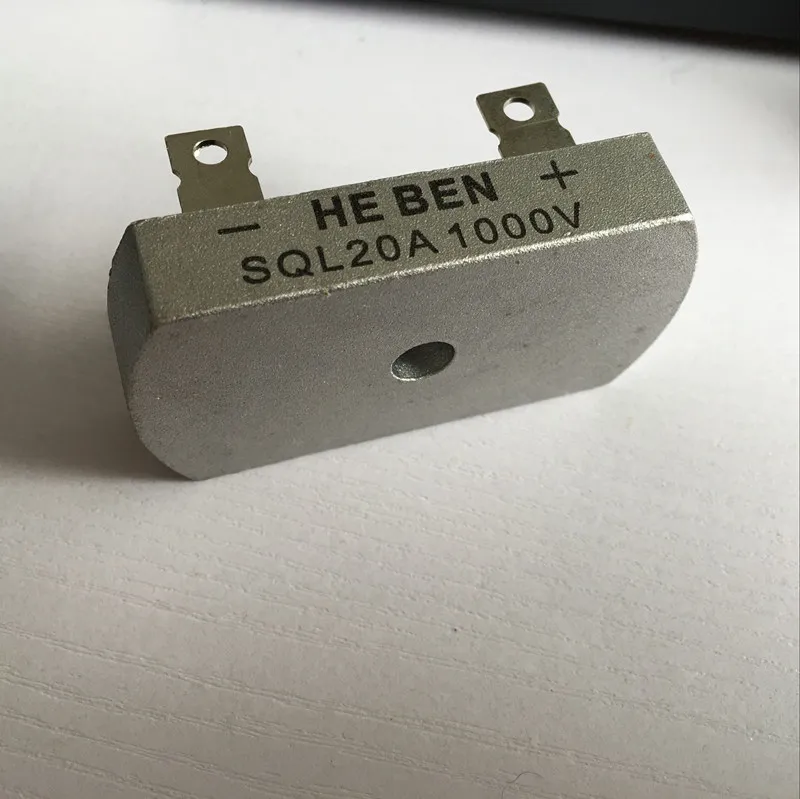 − HE BEN +
SQL20A 1000V